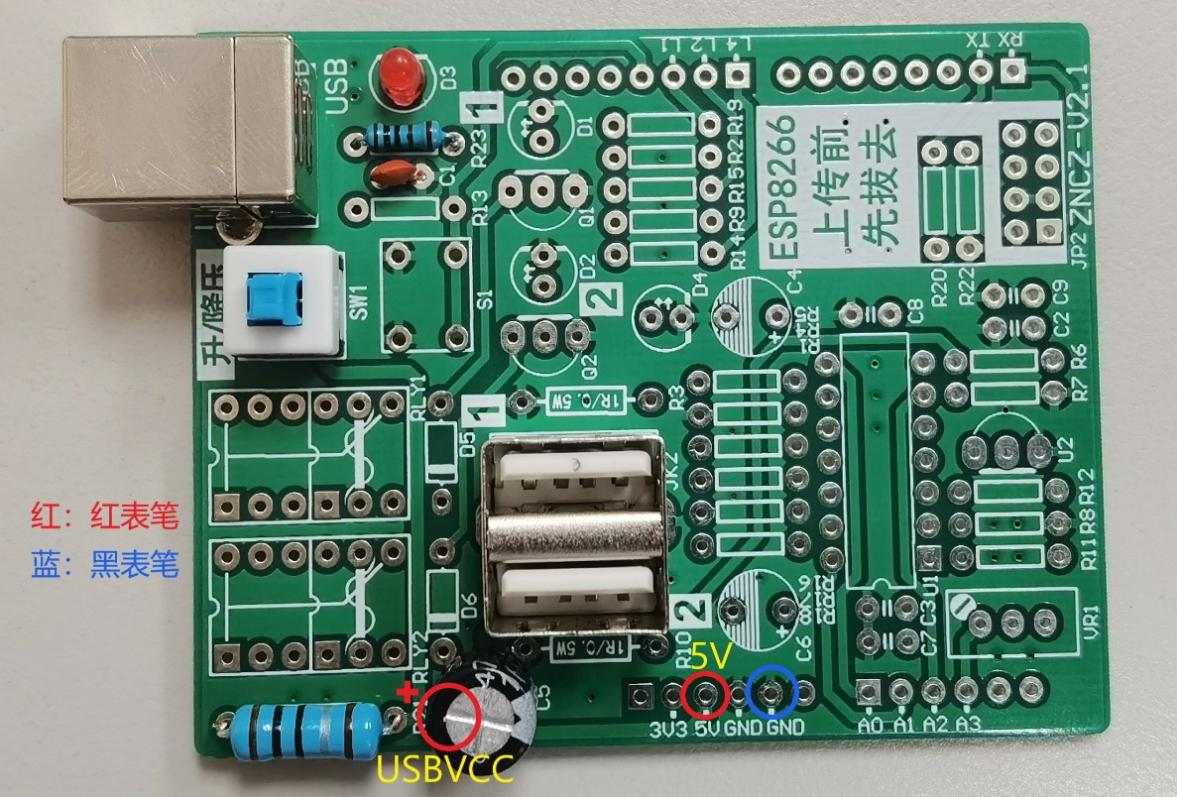 USB
D3
L4 L2 L1
RX TX
1
R23
D1
R19
R2
R15
R9
R14
C1
R13
Q1
ESP8266
上传前
先拔去
ZNCZ-V2.1
JP2
R20
R22
升/降压
SW1
S1
D2
2
D4
C4
C8
C9
C2
Q2
R6
R7
RLY1
1R/0.5W
R3
1
D5
JK2
U2
R12
R8
R11
红：红表笔
蓝：黑表笔
D6
2
1R/0.5W
R10
U1
C3
C7
VR1
C6
RLY2
5V
C5
3V3 5V GND GND
A0 A1 A2 A3
+
47
USBVCC